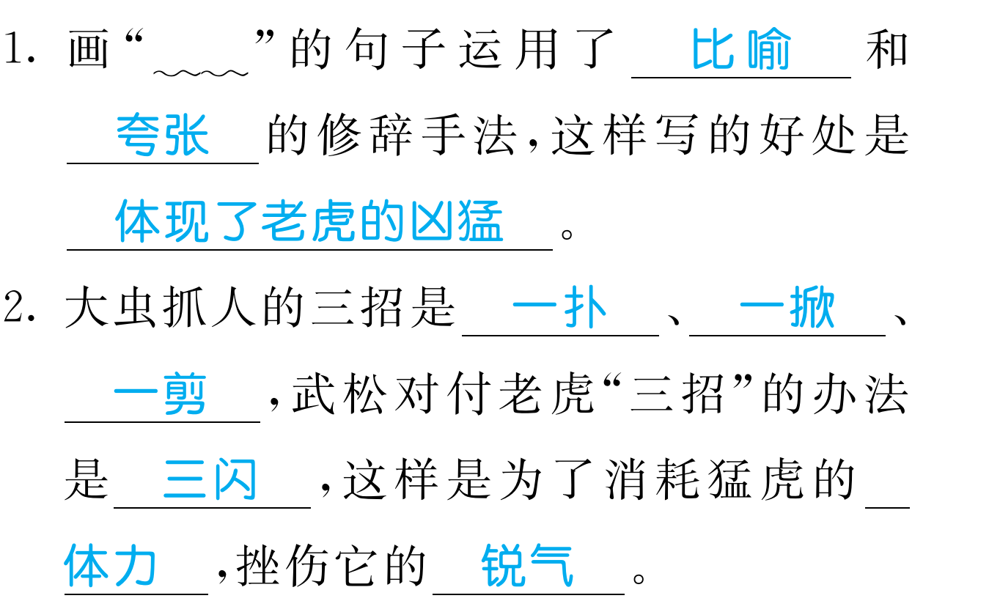 1. 画“﹏﹏”的句子运用了 比喻 和
夸张 的修辞手法,这样写的好处是
体现了老虎的凶猛 。
2. 大虫抓人的三招是 一扑 、 一掀 、
一剪 ,武松对付老虎“三招”的办法
是 三闪 ,这样是为了消耗猛虎的
体力 ,挫伤它的 锐气 。